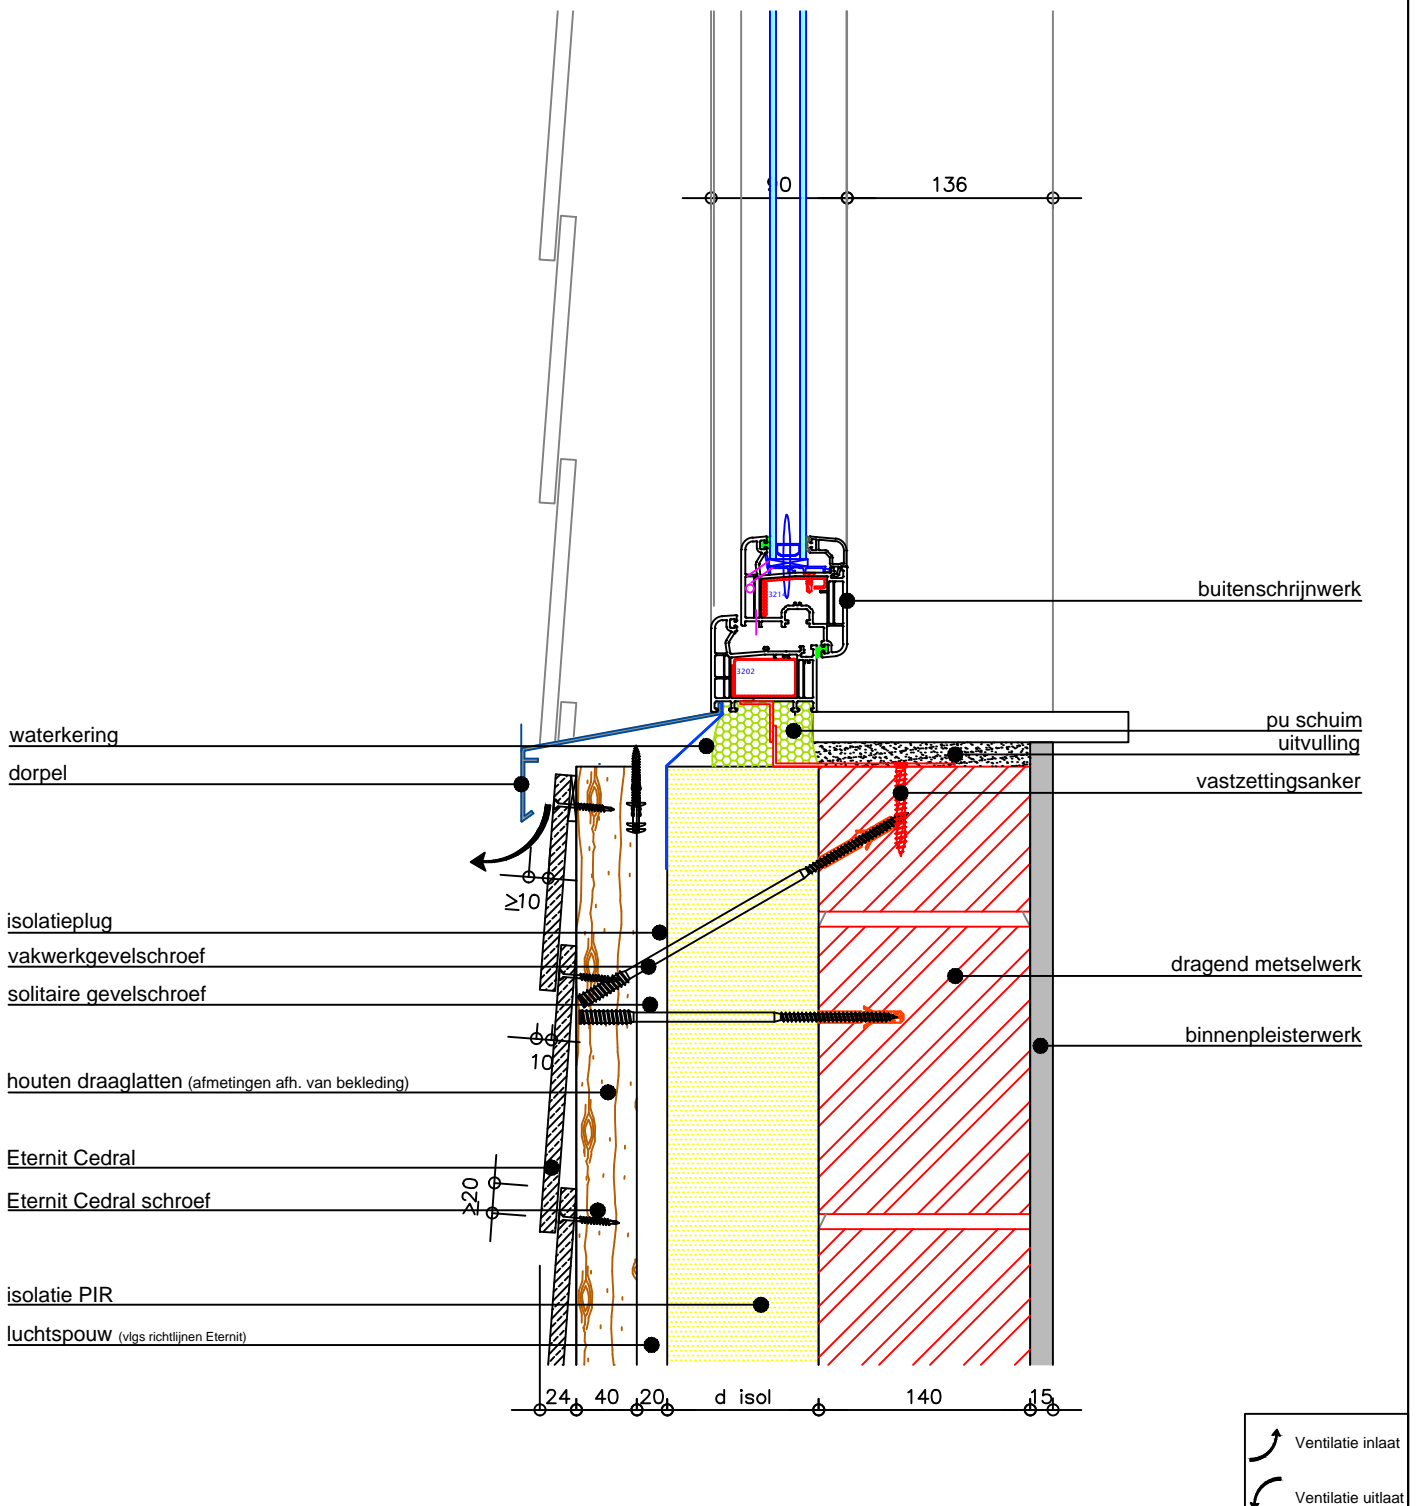 90
136
3214
buitenschrijnwerk
3202
waterkering
pu schuim
uitvulling
dorpel
vastzettingsanker
≥10
isolatieplug
vakwerkgevelschroef
dragend metselwerk
solitaire gevelschroef
10
binnenpleisterwerk
houten draaglatten (afmetingen afh. van bekleding)
Eternit Cedral
≥20
Eternit Cedral schroef
isolatie PIR
luchtspouw (vlgs richtlijnen Eternit)
24 40 20 d isol 140 15
Ventilatie inlaat
Ventilatie uitlaat